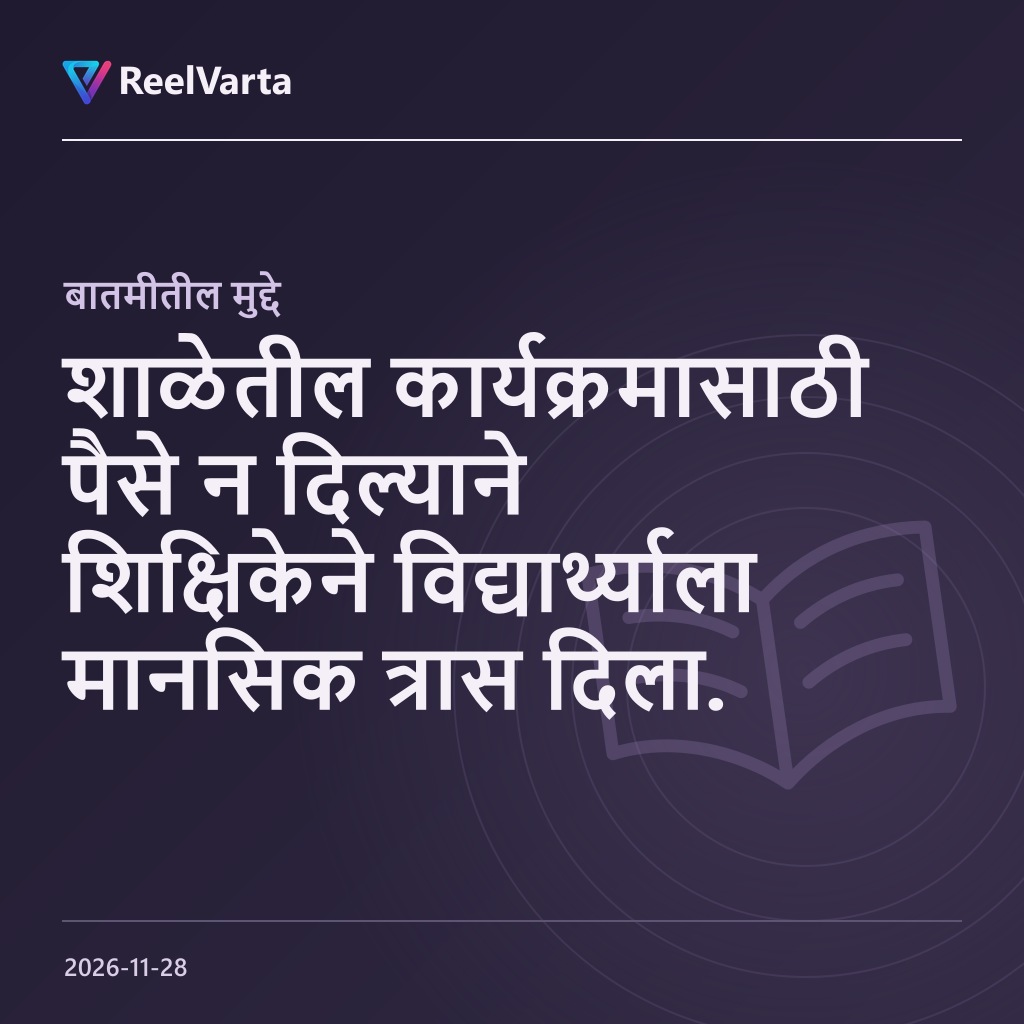 ReelVarta
बातमीतील मुद्दे
शाळेतील कार्यक्रमासाठी
पैसे न दिल्याने
शिक्षिकेने विद्यार्थ्याला
मानसिक त्रास दिला.
2026-11-28